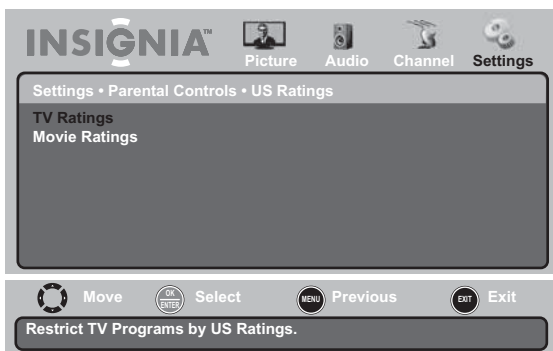 INSIGNIA™
Picture Audio Channel Settings
Settings • Parental Controls • US Ratings
TV Ratings
Movie Ratings
Move OK ENTER Select MENU Previous EXIT Exit
Restrict TV Programs by US Ratings.